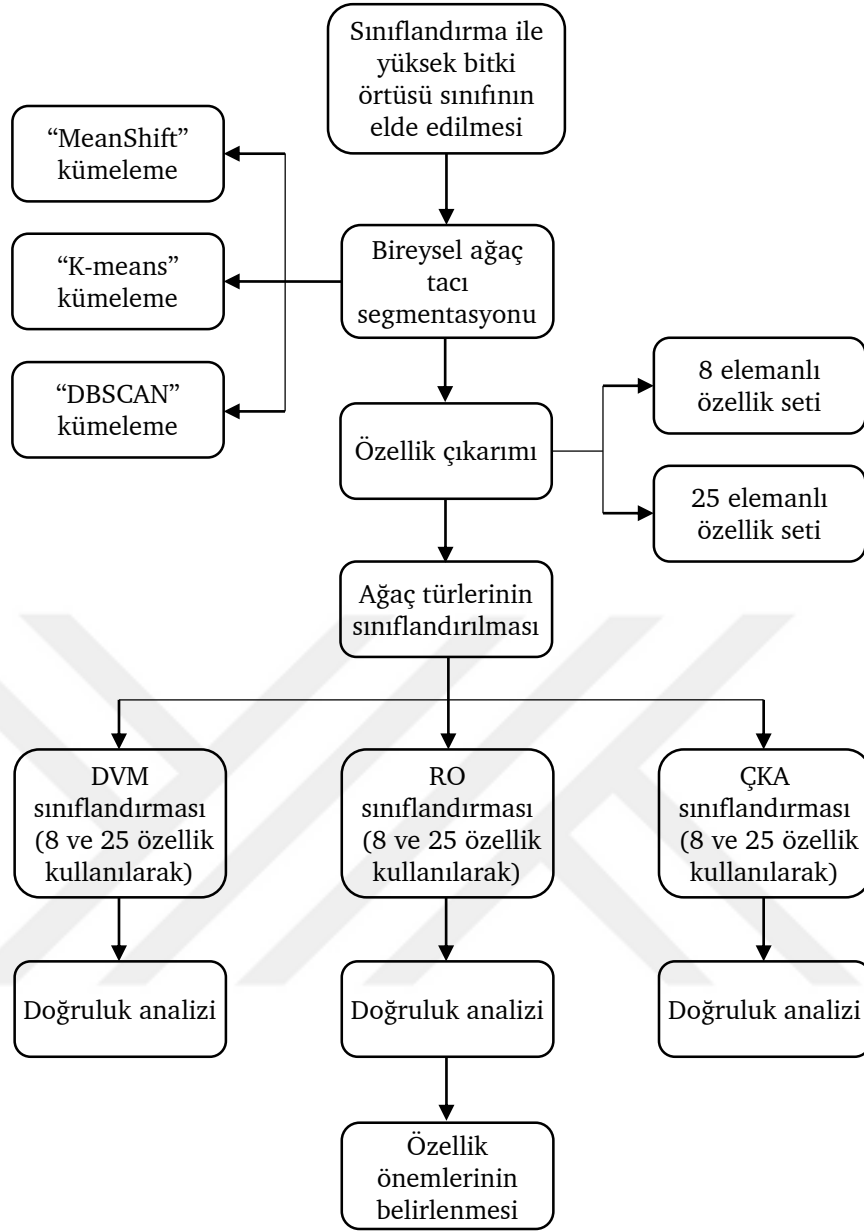 Sınıflandırma ile
yüksek bitki
örtüsü sınıfının
elde edilmesi
“MeanShift”
kümeleme
“K-means”
kümeleme
“DBSCAN”
kümeleme
Bireysel ağaç
tacı
segmentasyonu
Özellik çıkarımı
8 elemanlı
özellik seti
25 elemanlı
özellik seti
Ağaç türlerinin
sınıflandırılması
DVM
sınıflandırması
(8 ve 25 özellik
kullanılarak)
RO
sınıflandırması
(8 ve 25 özellik
kullanılarak)
ÇKA
sınıflandırması
(8 ve 25 özellik
kullanılarak)
Doğruluk analizi
Doğruluk analizi
Doğruluk analizi
Özellik
önemlerinin
belirlenmesi